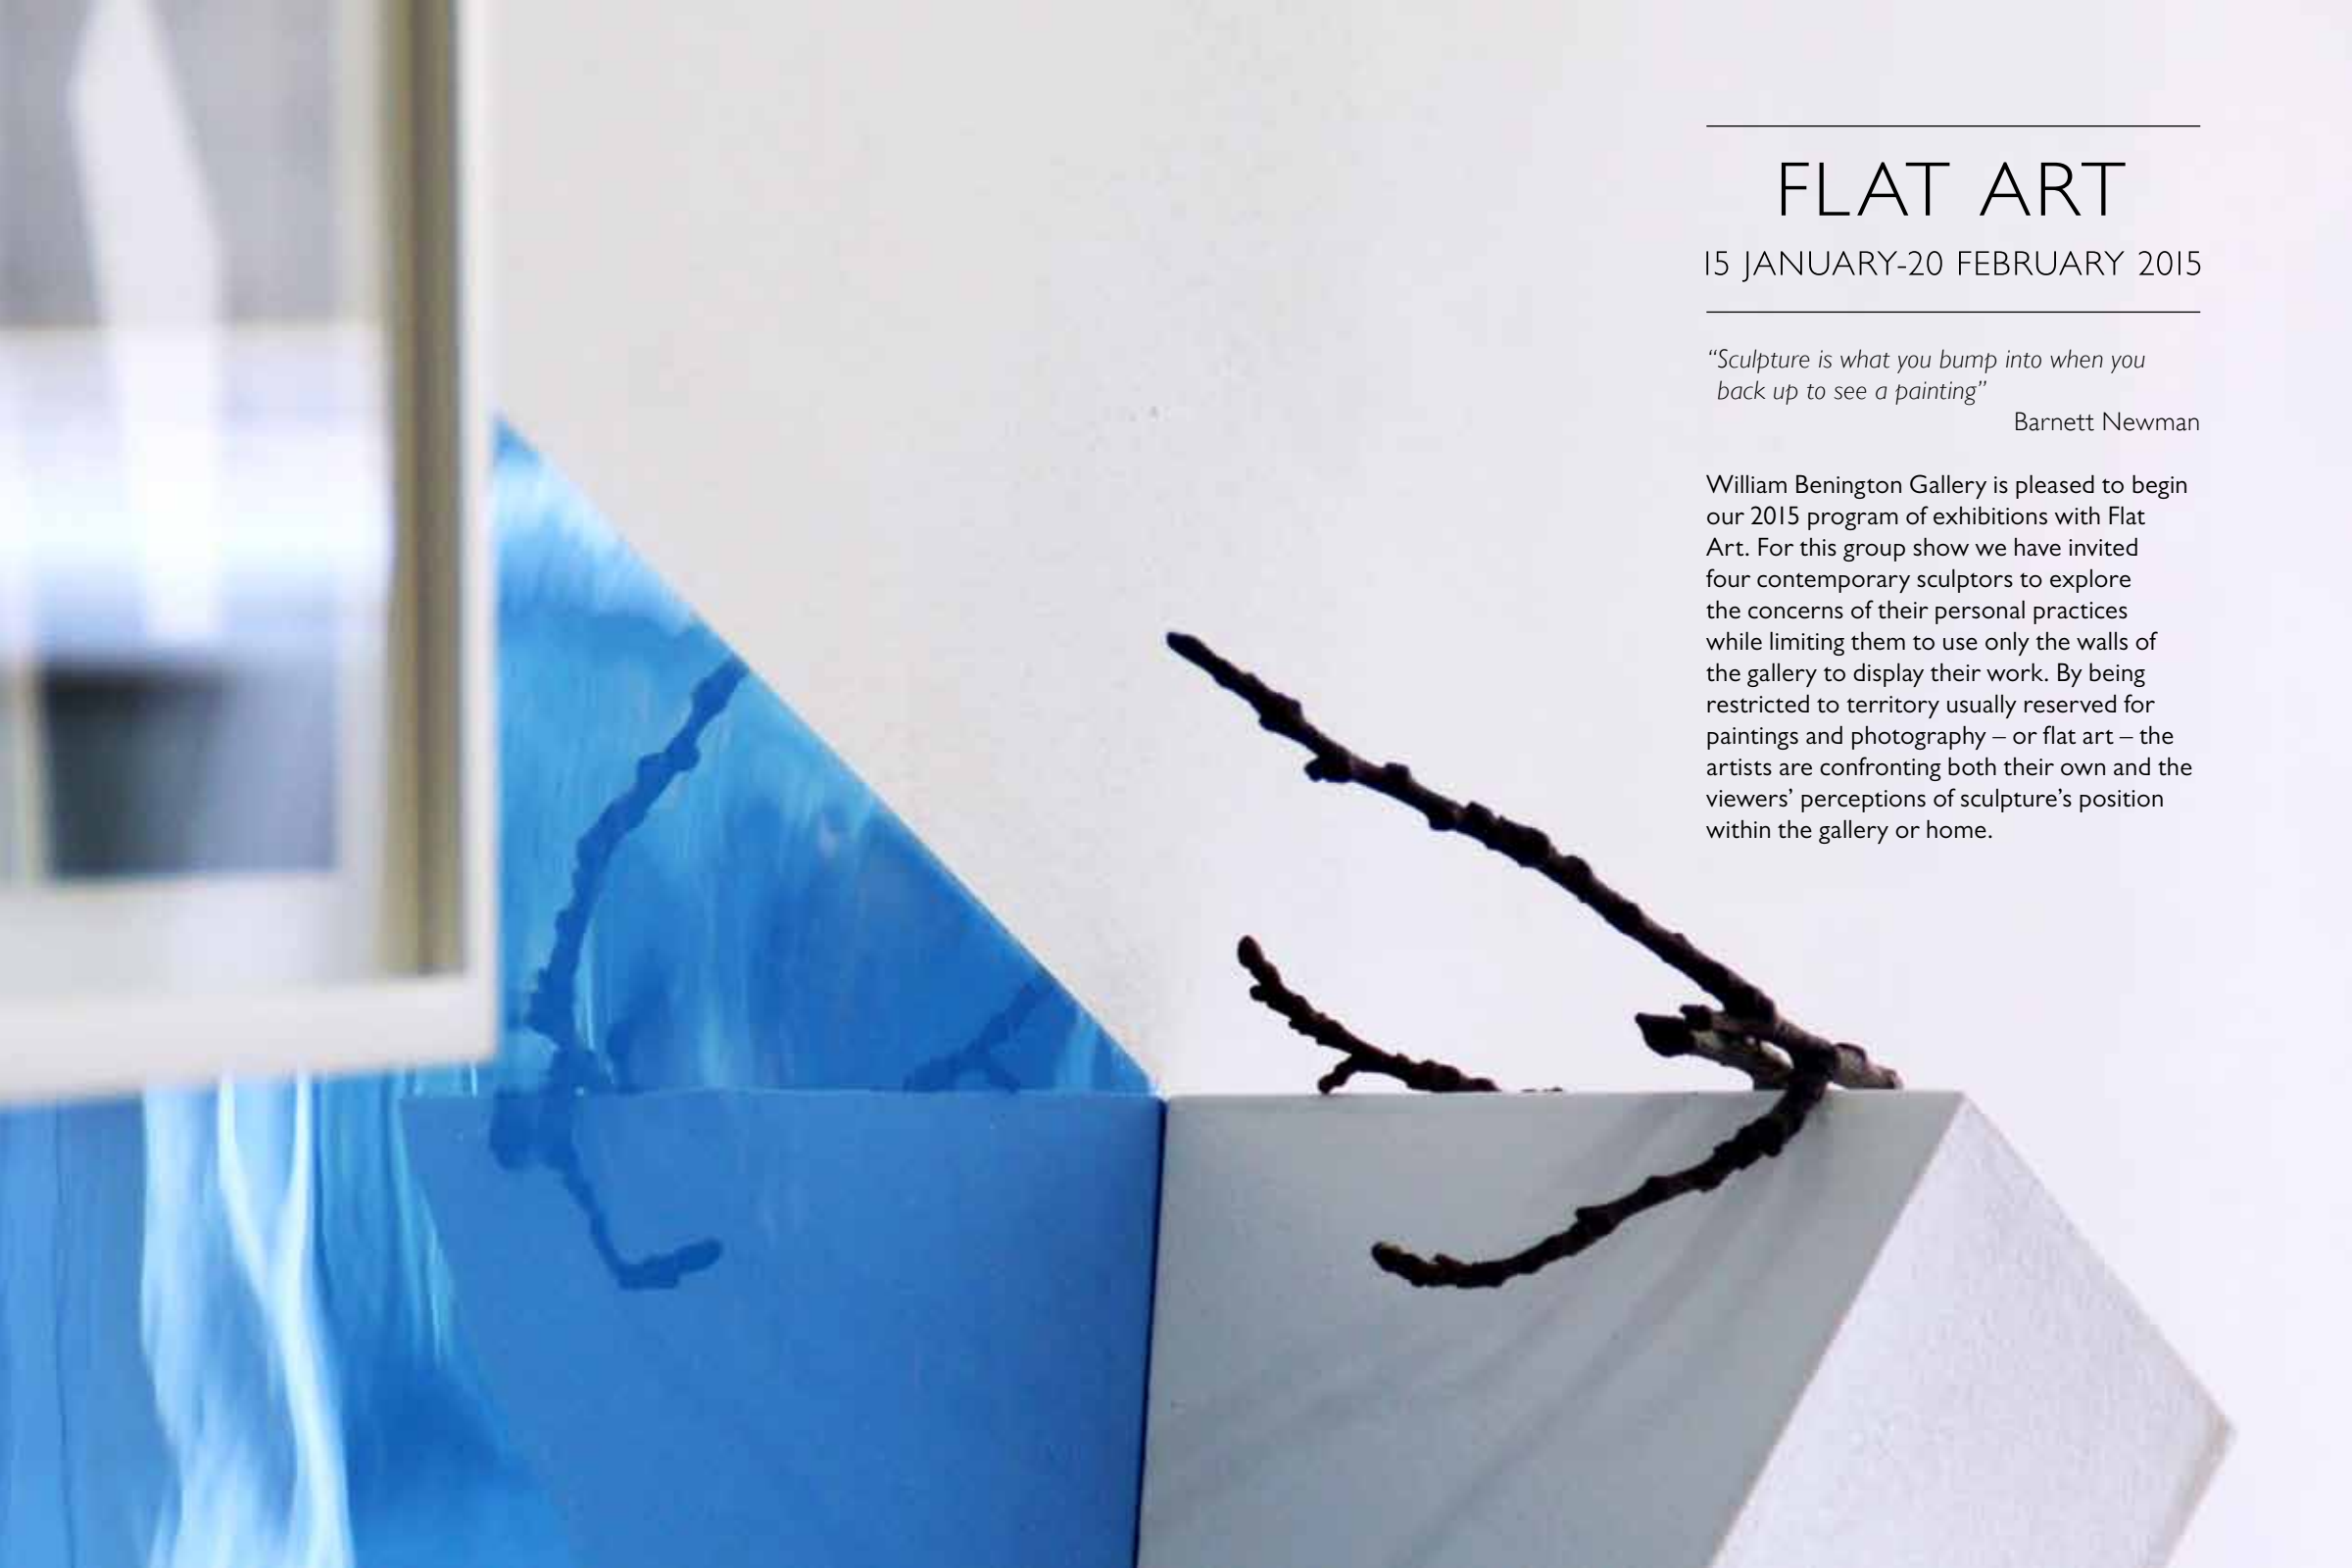 FLAT ART
15 JANUARY-20 FEBRUARY 2015
“Sculpture is what you bump into when you
back up to see a painting”
Barnett Newman
William Benington Gallery is pleased to begin
our 2015 program of exhibitions with Flat
Art. For this group show we have invited
four contemporary sculptors to explore
the concerns of their personal practices
while limiting them to use only the walls of
the gallery to display their work. By being
restricted to territory usually reserved for
paintings and photography – or flat art – the
artists are confronting both their own and the
viewers’ perceptions of sculpture’s position
within the gallery or home.